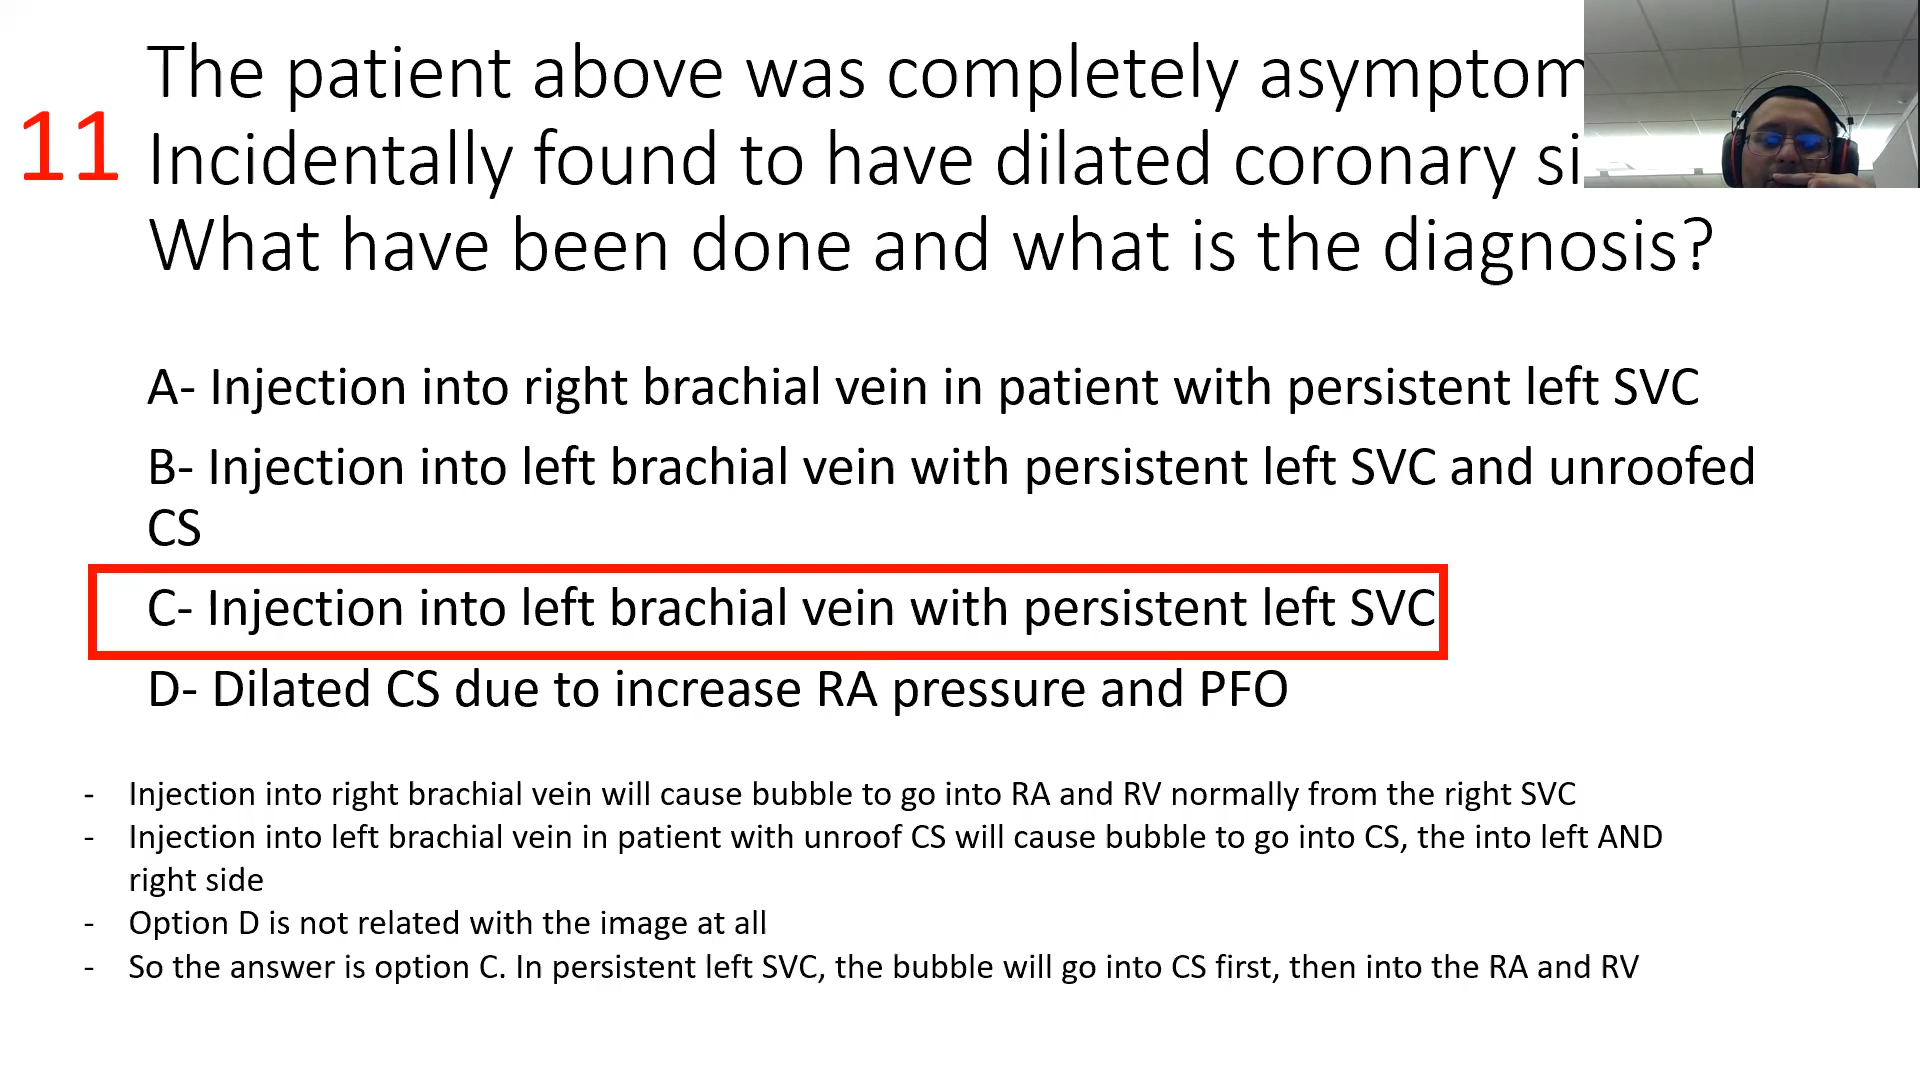 The patient above was completely
11
Incidentally found to have dilated coronary
What have been done and what is the diagnosis?
A- Injection into right brachial vein in patient with persistent left SVC
B- Injection into left brachial vein with persistent left SVC and unroofed
CS
C- Injection into left brachial vein with persistent left SVC
D- Dilated CS due to increase RA pressure and PFO
- Injection into right brachial vein will cause bubble to go into RA and RV normally from the right SVC
- Injection into left brachial vein in patient with unroof CS will cause bubble to go into CS, the into left AND
right side
- Option D is not related with the image at all
- So the answer is option C. In persistent left SVC, the bubble will go into CS first, then into the RA and RV